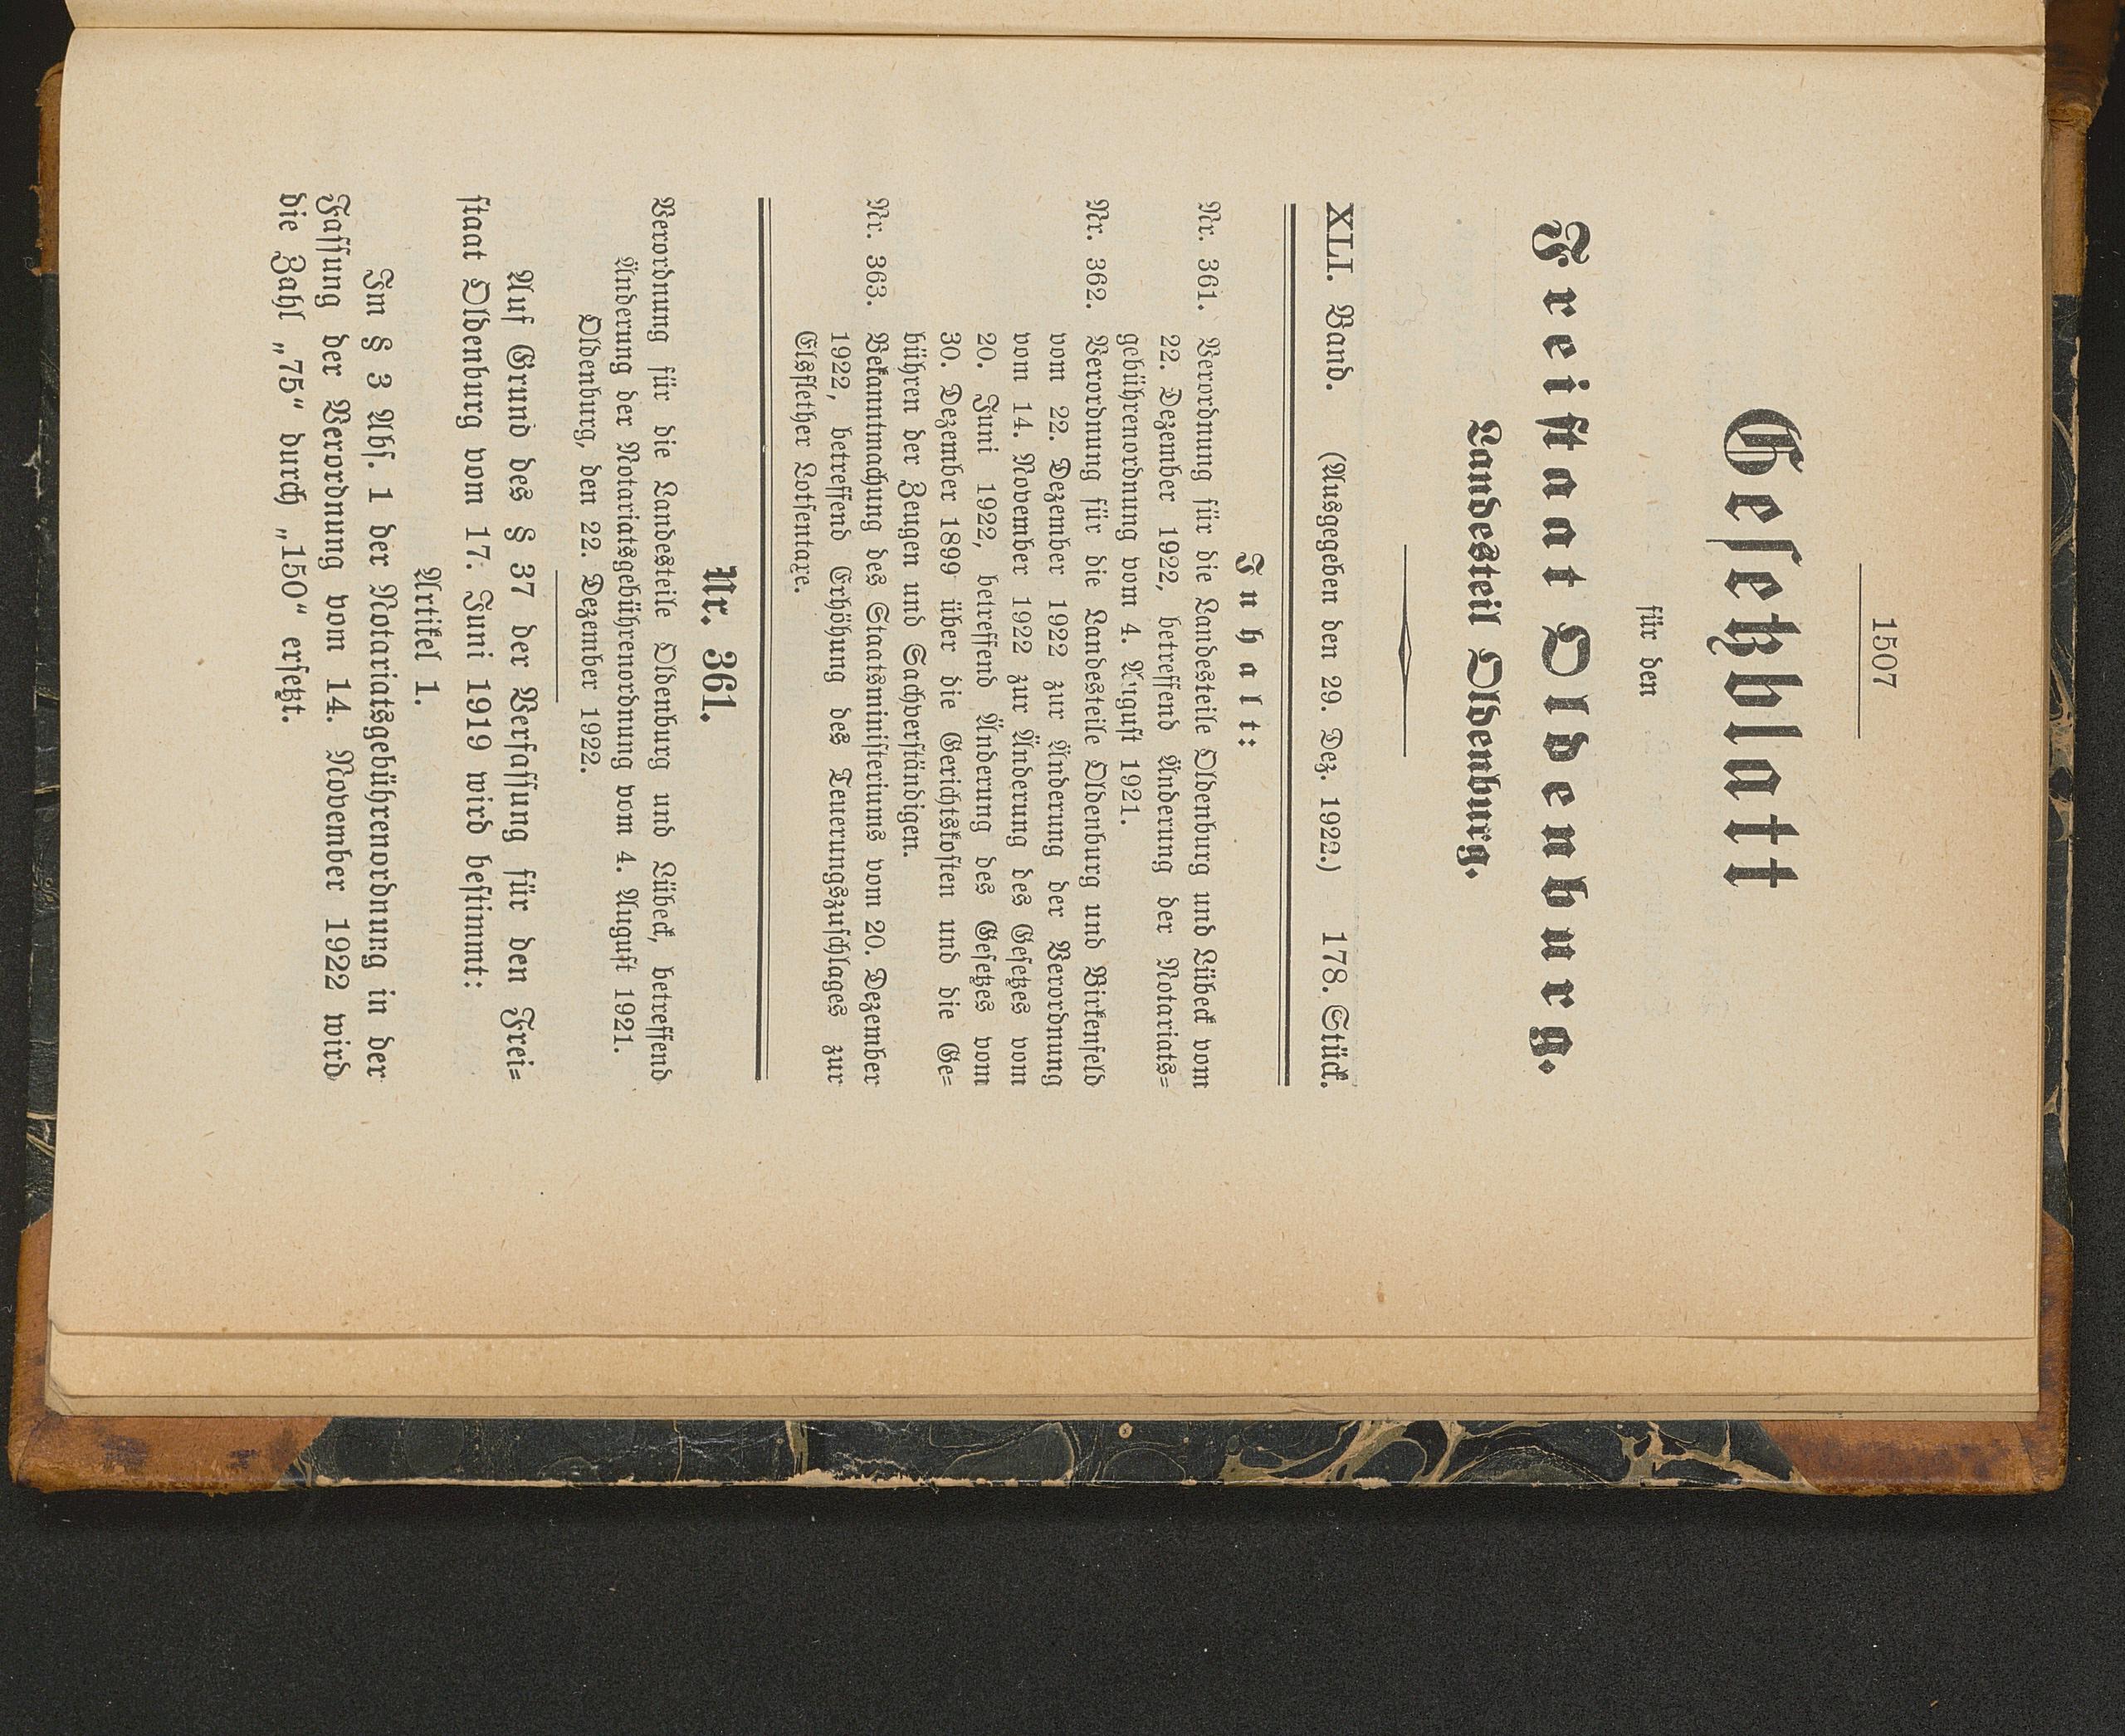 1507
Gesetzblatt
für den
Freistaat Oldenburg.
Landesteil Oldenburg.
XLI. Band. (Ausgegeben den 29. Dez. 1922.) 178. Stück.
Inhalt:
Nr. 361. Verordnung für die Landesteile Oldenburg und Lübeck vom
22. Dezember 1922, betreffend Änderung der Notariats-
gebührenordnung vom 4. August 1921.
Nr. 362. Verordnung für die Landesteile Oldenburg und Birkenfeld
vom 22. Dezember 1922 zur Änderung der Verordnung
vom 14. November 1922 zur Änderung des Gesetzes vom
20. Juni 1922, betreffend Änderung des Gesetzes vom
30. Dezember 1899 über die Gerichtskosten und die Ge-
bühren der Zeugen und Sachverständigen.
Nr. 363. Bekanntmachung des Staatsministeriums vom 20. Dezember
1922, betreffend Erhöhung des Teuerungszuschlages zur
Elsflether Lotsentaxe.
Nr. 361.
Verordnung für die Landesteile Oldenburg und Lübeck, betreffend
Änderung der Notariatsgebührenordnung vom 4. August 1921.
Oldenburg, den 22. Dezember 1922.
Auf Grund des § 37 der Verfassung für den Frei-
staat Oldenburg vom 17. Juni 1919 wird bestimmt:
Artikel 1.
Im § 3 Abs. 1 der Notariatsgebührenordnung in der
Fassung der Verordnung vom 14. November 1922 wird
die Zahl „75“ durch „150“ ersetzt.